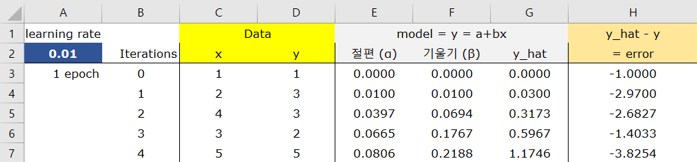 A B C D E F G H
1 learning rate Data model = y = a+bx y_hat - y
2 0.01 Iterations x y 절편 (α) 기울기 (β) y_hat = error
3 1 epoch 0 1 1 0.0000 0.0000 0.0000 -1.0000
4 1 2 3 0.0100 0.0100 0.0300 -2.9700
5 2 4 3 0.0397 0.0694 0.3173 -2.6827
6 3 3 2 0.0665 0.1767 0.5967 -1.4033
7 4 5 5 0.0806 0.2188 1.1746 -3.8254